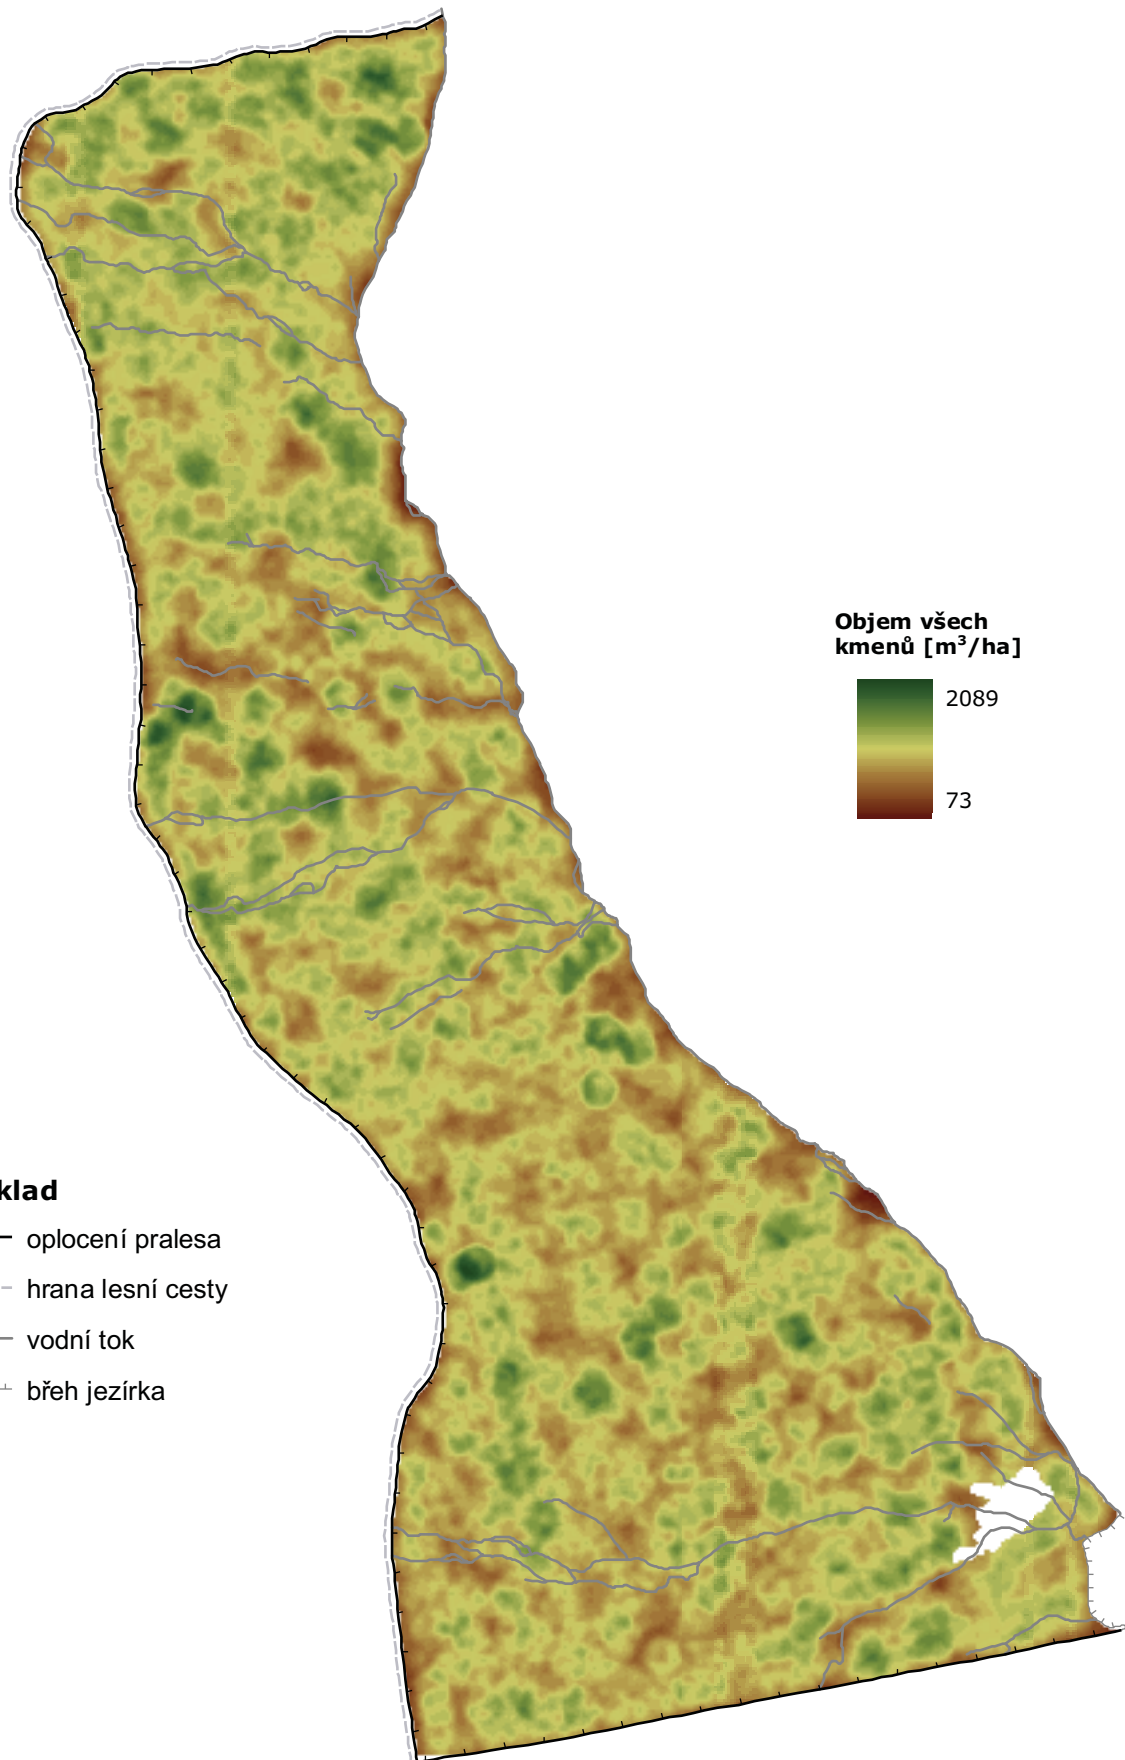 Objem všech
kmenů [m³/ha]
2089
73
klad
oplocení pralesa
hrana lesní cesty
vodní tok
břeh jezírka